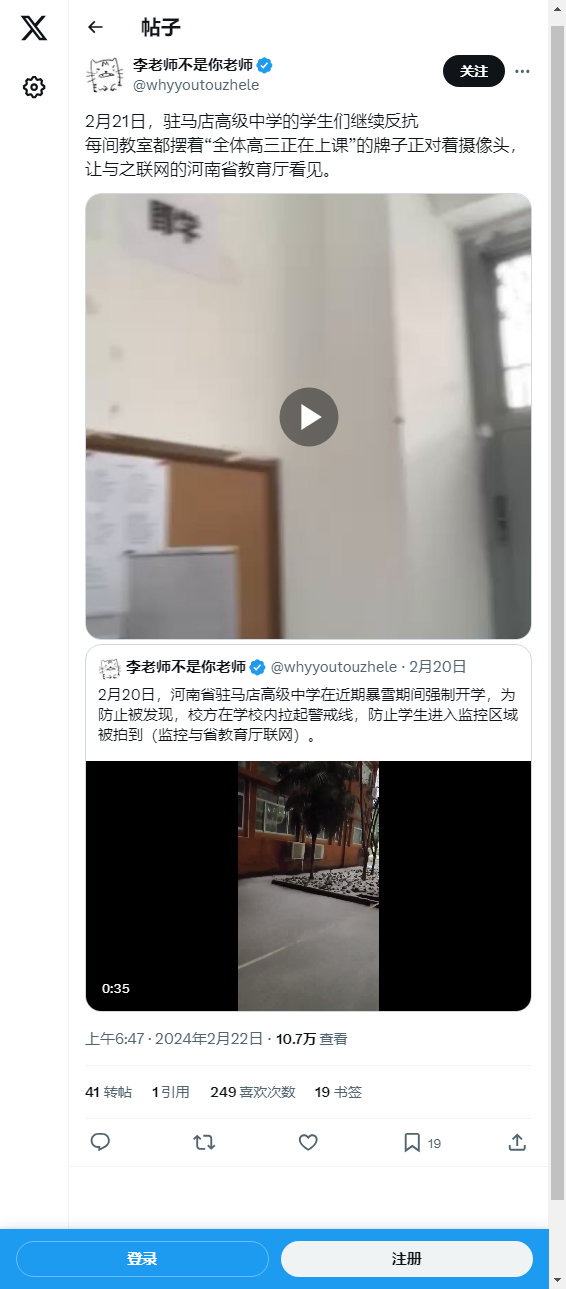 帖子
李老师不是你老师
@whyyoutouzhele
关注
2月21日，驻马店高级中学的学生们继续反抗
每间教室都摆着“全体高三正在上课”的牌子正对着摄像头，
让与之联网的河南省教育厅看见。
李老师不是你老师 @whyyoutouzhele · 2月20日
2月20日，河南省驻马店高级中学在近期暴雪期间强制开学，为
防止被发现，校方在学校内拉起警戒线，防止学生进入监控区域
被拍到（监控与省教育厅联网）。
0:35
上午6:47 · 2024年2月22日 · 10.7万 查看
41 转帖 1 引用 249 喜欢次数 19 书签
19
登录
注册